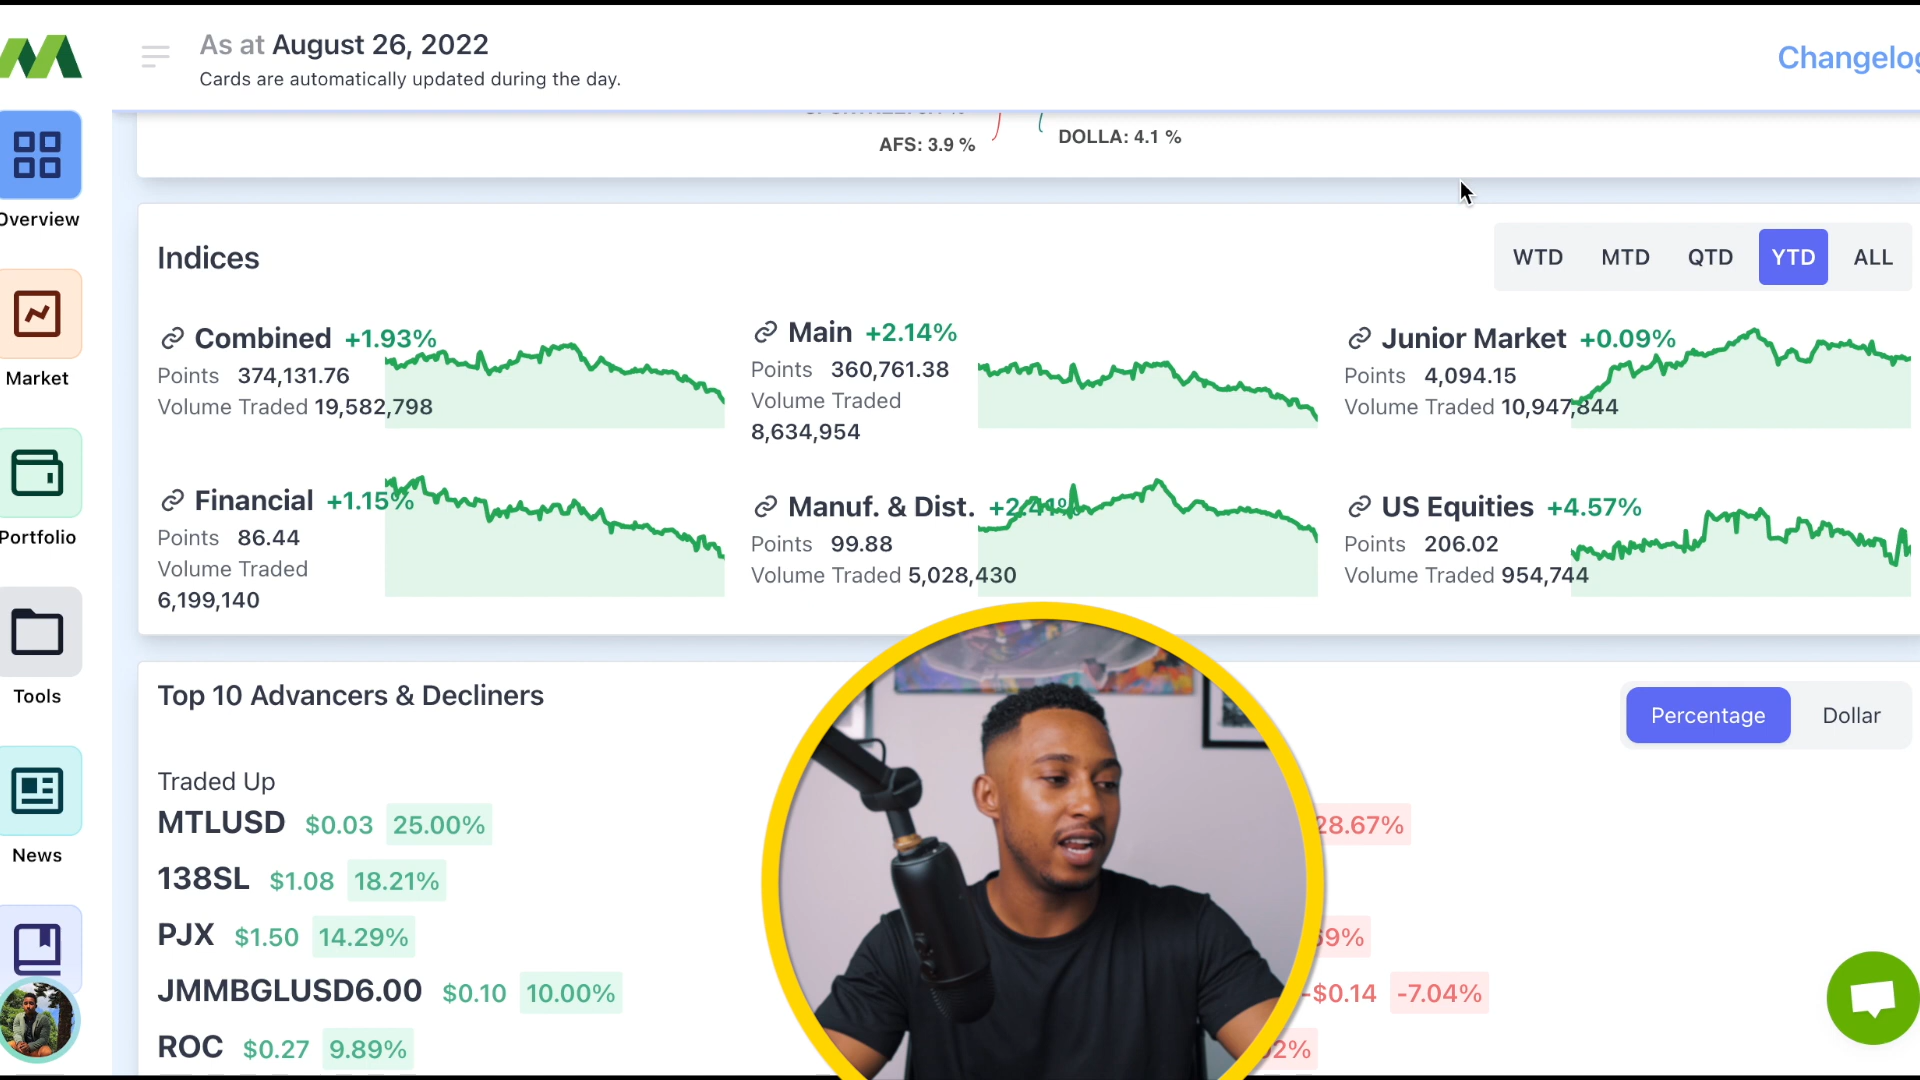 As at August 26, 2022
Cards are automatically updated during the day.
Changelog
AFS: 3.9 %
DOLLA: 4.1 %
Overview
Market
Portfolio
Tools
News
Indices
WTD MTD QTD YTD ALL
Combined +1.93%
Points 374,131.76
Volume Traded 19,582,798
Main +2.14%
Points 360,761.38
Volume Traded
8,634,954
Junior Market +0.09%
Points 4,094.15
Volume Traded 10,947,844
Financial +1.15%
Points 86.44
Volume Traded
6,199,140
Manuf. & Dist. +2.41%
Points 99.88
Volume Traded 5,028,430
US Equities +4.57%
Points 206.02
Volume Traded 954,744
Top 10 Advancers & Decliners
Percentage Dollar
Traded Up
MTLUSD $0.03 25.00%
28.67%
138SL $1.08 18.21%
PJX $1.50 14.29%
69%
JMMBGLUSD6.00 $0.10 10.00%
-$0.14 -7.04%
ROC $0.27 9.89%
02%